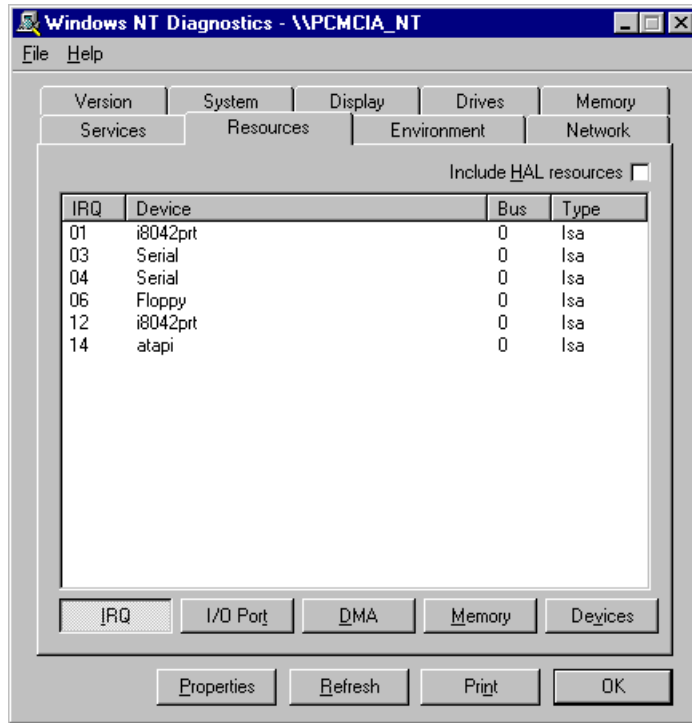 Windows NT Diagnostics - \\PCMCIA_NT
File Help
Version System Display Drives Memory
Services Resources Environment Network
Include HAL resources
IRQ Device Bus Type
01 i8042prt 0 Isa
03 Serial 0 Isa
04 Serial 0 Isa
06 Floppy 0 Isa
12 i8042prt 0 Isa
14 atapi 0 Isa
IRQ I/O Port DMA Memory Devices
Properties Refresh Print OK